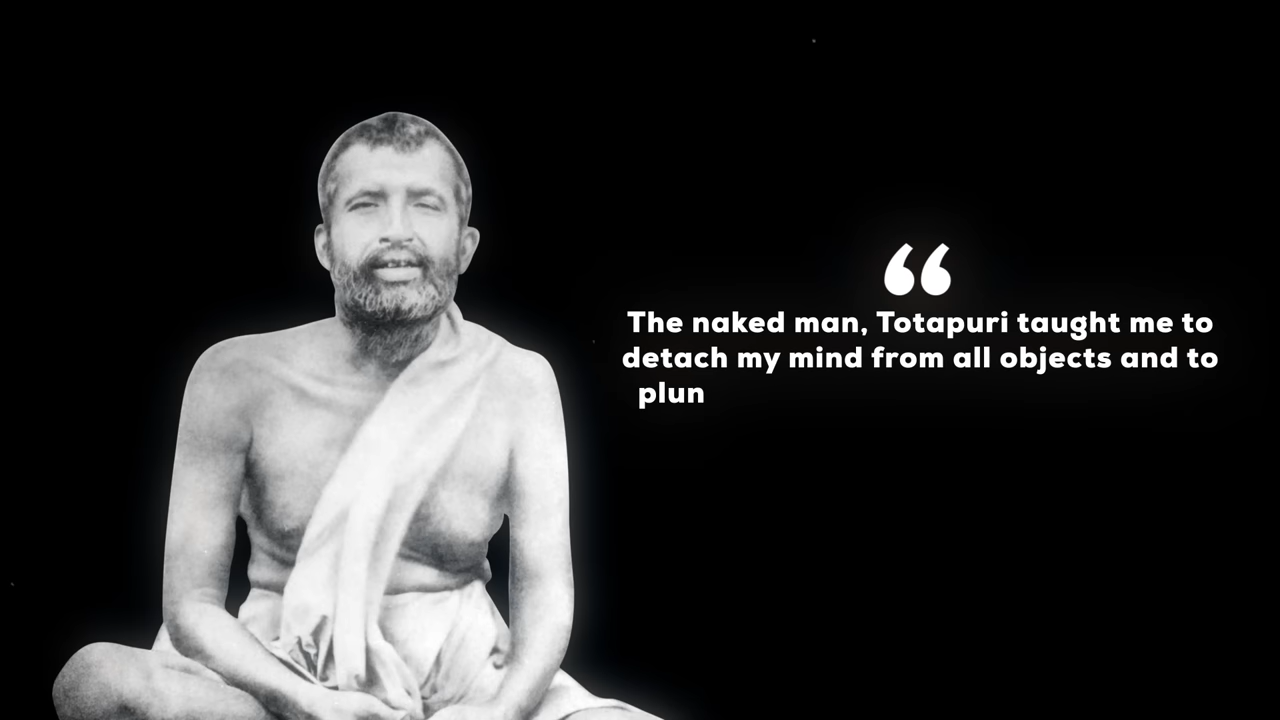 “
The naked man, Totapuri taught me to
detach my mind from all objects and to
plun